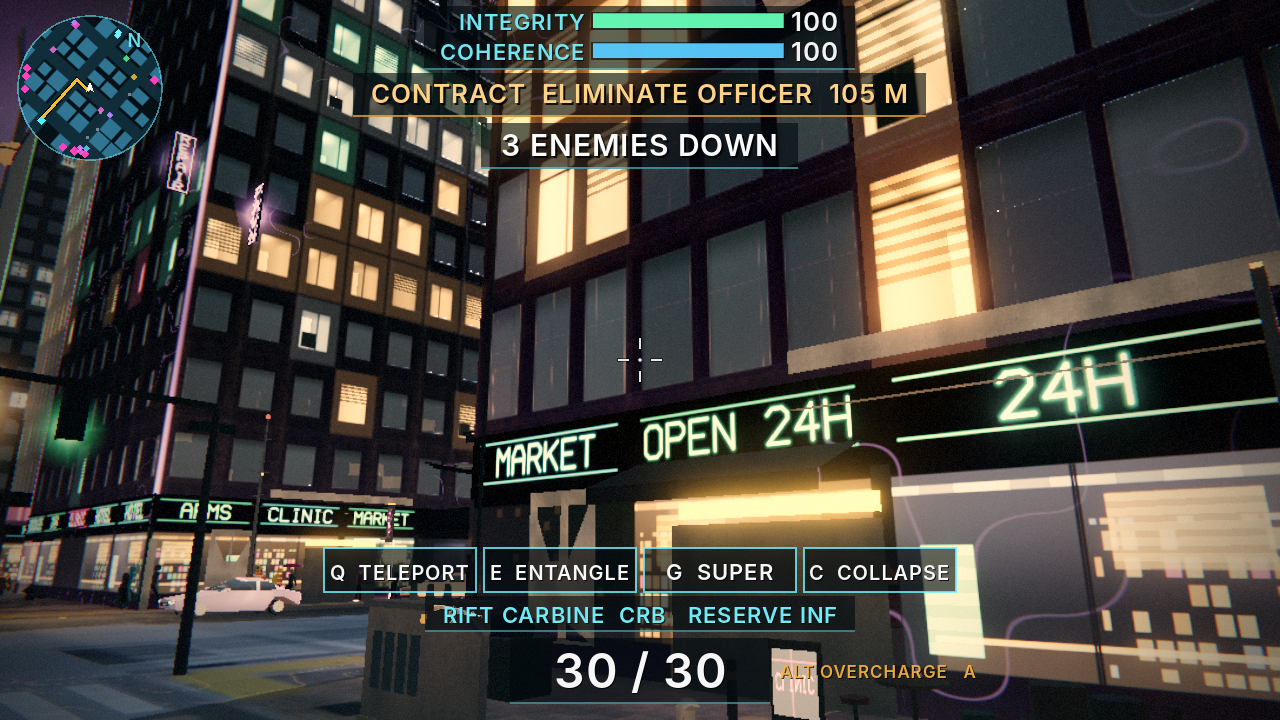 N
INTEGRITY 100
COHERENCE 100
CONTRACT ELIMINATE OFFICER 105 M
3 ENEMIES DOWN
MARKET OPEN 24H 24H
ARMS CLINIC MARKET
Q TELEPORT E ENTANGLE G SUPER C COLLAPSE
RIFT CARBINE CRB RESERVE INF
30 / 30
ALT OVERCHARGE A
CLINIC